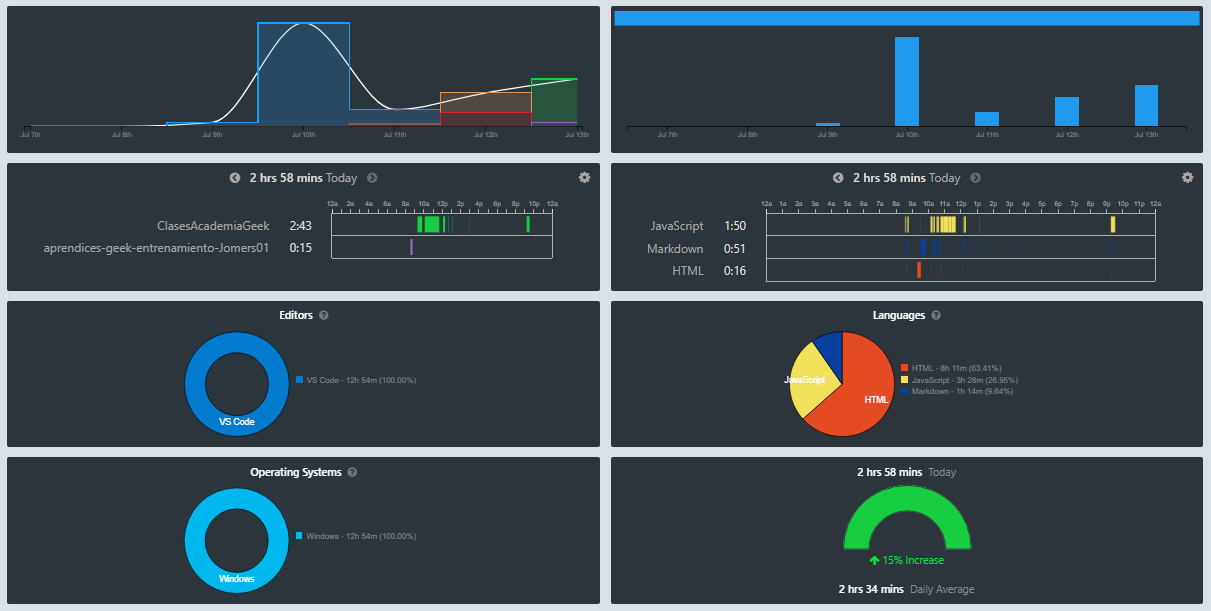 Jul 7th Jul 8th Jul 9th Jul 10th Jul 11th Jul 12th Jul 13th
Jul 7th Jul 8th Jul 9th Jul 10th Jul 11th Jul 12th Jul 13th
2 hrs 58 mins Today
12a 2a 4a 6a 8a 10a 12p 2p 4p 6p 8p 10p 12a
ClasesAcademiaGeek 2:43
aprendices-geek-entrenamiento-Jomers01 0:15
2 hrs 58 mins Today
12a 1a 2a 3a 4a 5a 6a 7a 8a 9a 10a 11a 12p 1p 2p 3p 4p 5p 6p 7p 8p 9p 10p 11p 12a
JavaScript 1:50
Markdown 0:51
HTML 0:16
Editors ?
VS Code - 12h 54m (100.00%)
VS Code
Languages ?
HTML - 8h 11m (63.41%)
JavaScript - 3h 28m (26.95%)
Markdown - 1h 14m (9.64%)
JavaScript
HTML
Operating Systems ?
Windows - 12h 54m (100.00%)
Windows
2 hrs 58 mins Today
15% Increase
2 hrs 34 mins Daily Average